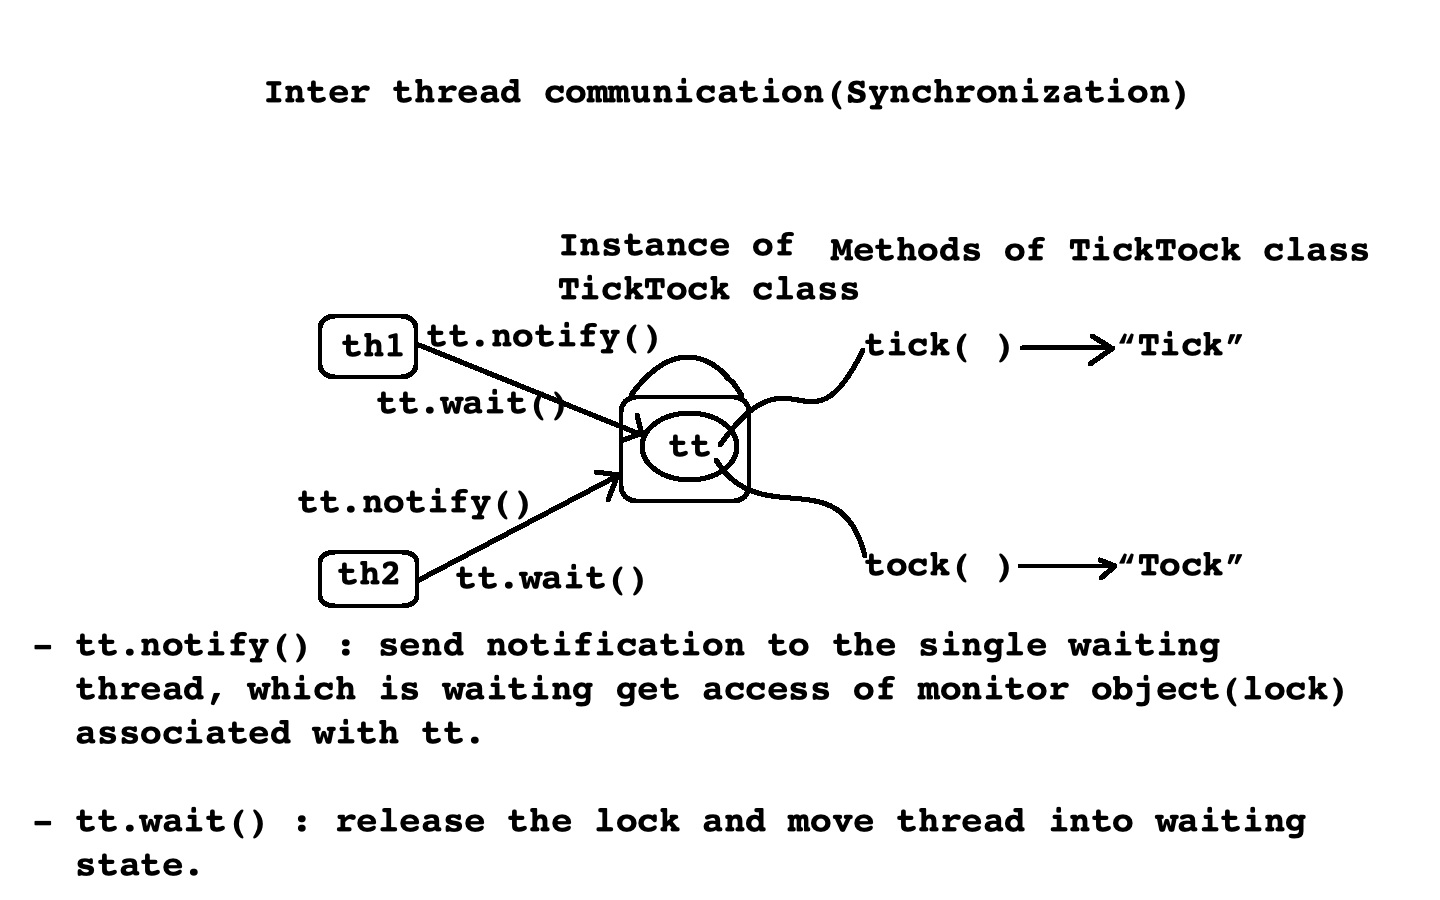 Inter thread communication(Synchronization)
Instance of
TickTock class
Methods of TickTock class
th1
tt.notify()
tt.wait()
tick( )
“Tick”
tt
tt.notify()
th2
tt.wait()
tock( )
“Tock”
– tt.notify() : send notification to the single waiting
thread, which is waiting get access of monitor object(lock)
associated with tt.
– tt.wait() : release the lock and move thread into waiting
state.